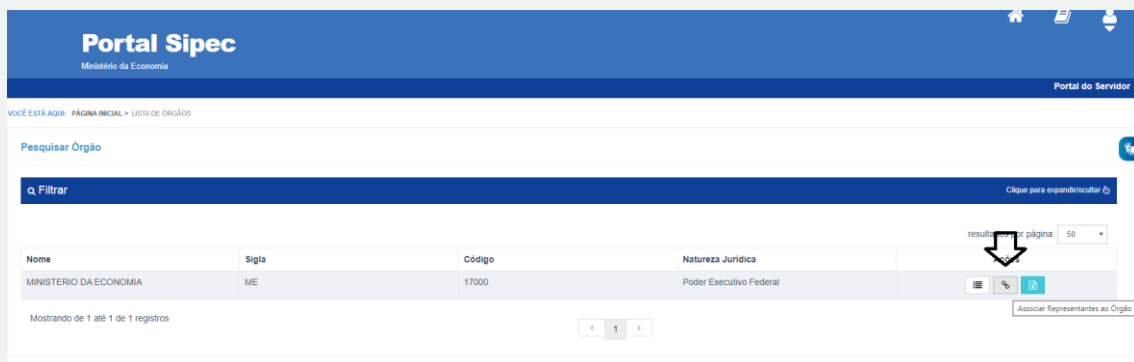 Portal Sipec
Ministério da Economia
Portal do Servidor
VOCÊ ESTÁ AQUI: PÁGINA INICIAL > LISTA DE ÓRGÃOS
Pesquisar Órgão
Filtrar Clique para expandir/ocultar
resultados por página: 50
Nome Sigla Código Natureza Jurídica Ações
MINISTERIO DA ECONOMIA ME 17000 Poder Executivo Federal
Associar Representantes ao Órgão
Mostrando de 1 até 1 de 1 registros
< 1 >